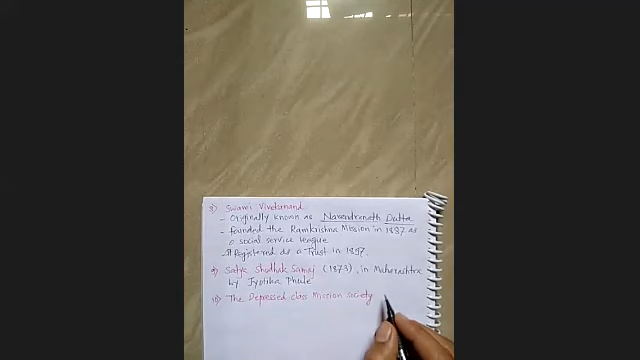 8) Swami Vivekanand
- Originally known as Narendranath Datta
- founded the Ramkrishna Mission in 1887 as
a social service league
- It Registered as a Trust in 1897.
9) Satya Shodhak Samaj (1873), in Maharashtra
by Jyotiba Phule
10) The Depressed class Mission society